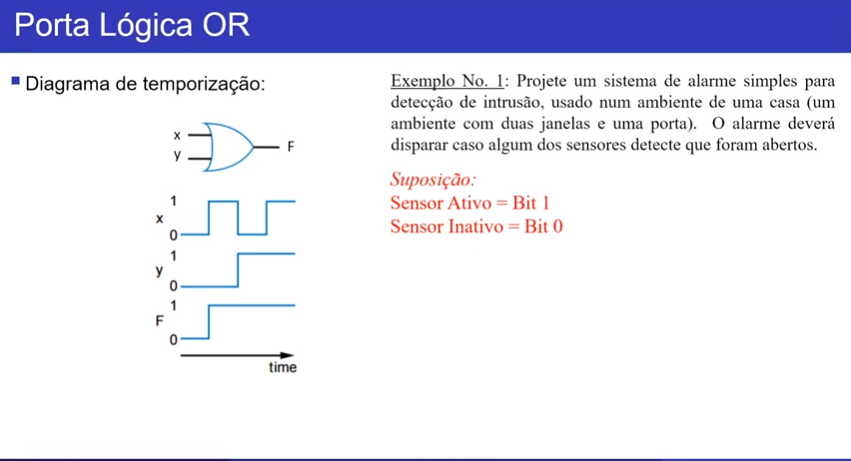 Porta Lógica OR
Diagrama de temporização:
x
y
F
1
x
0
1
y
0
1
F
0
time
Exemplo No. 1: Projete um sistema de alarme simples para
detecção de intrusão, usado num ambiente de uma casa (um
ambiente com duas janelas e uma porta). O alarme deverá
disparar caso algum dos sensores detecte que foram abertos.
Suposição:
Sensor Ativo = Bit 1
Sensor Inativo = Bit 0